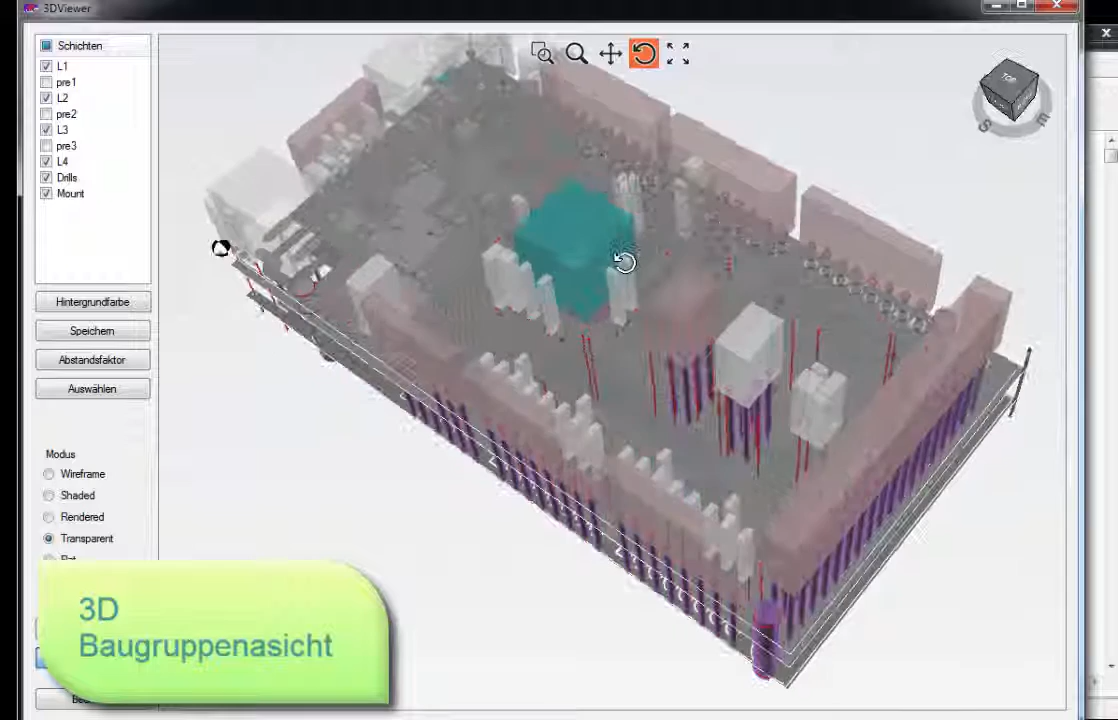 3DViewer
Schichten
L1
pre1
L2
pre2
L3
pre3
L4
Drills
Mount
Hintergrundfarbe
Speichern
Abstandsfaktor
Auswählen
Modus
Wireframe
Shaded
Rendered
Transparent
TOP
S
E
3D
Baugruppenasicht